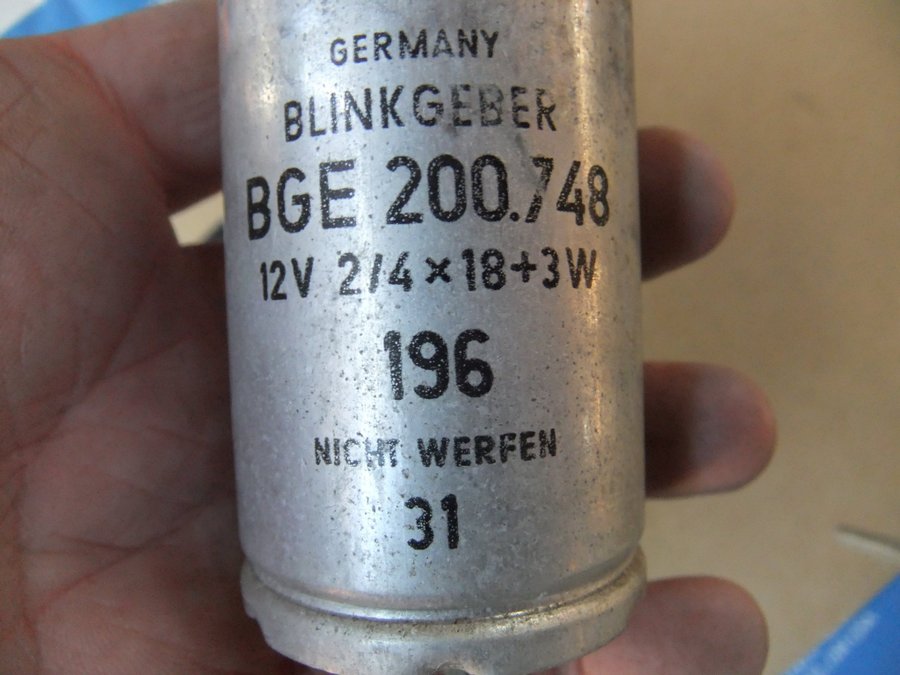 GERMANY
BLINKGEBER
BGE 200.748
12V 2/4×18+3W
196
NICHT WERFEN
31